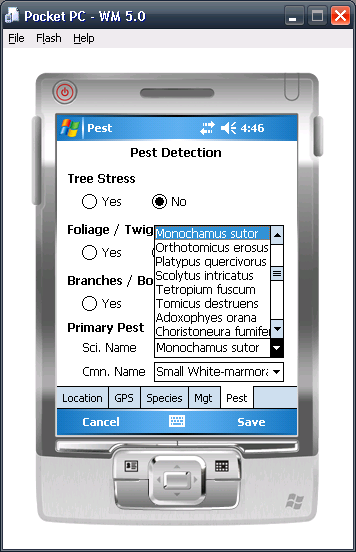 Pocket PC - WM 5.0
File Flash Help
Pest 4:46
Pest Detection
Tree Stress
Yes No
Foliage / Twig
Yes
Branches / Bo
Yes
Monochamus sutor
Orthotomicus erosus
Platypus quercivorus
Scolytus intricatus
Tetropium fuscum
Tomicus destruens
Adoxophyes orana
Choristoneura fumifer
Primary Pest
Sci. Name Monochamus sutor
Cmn. Name Small White-marmora
Location GPS Species Mgt Pest
Cancel Save